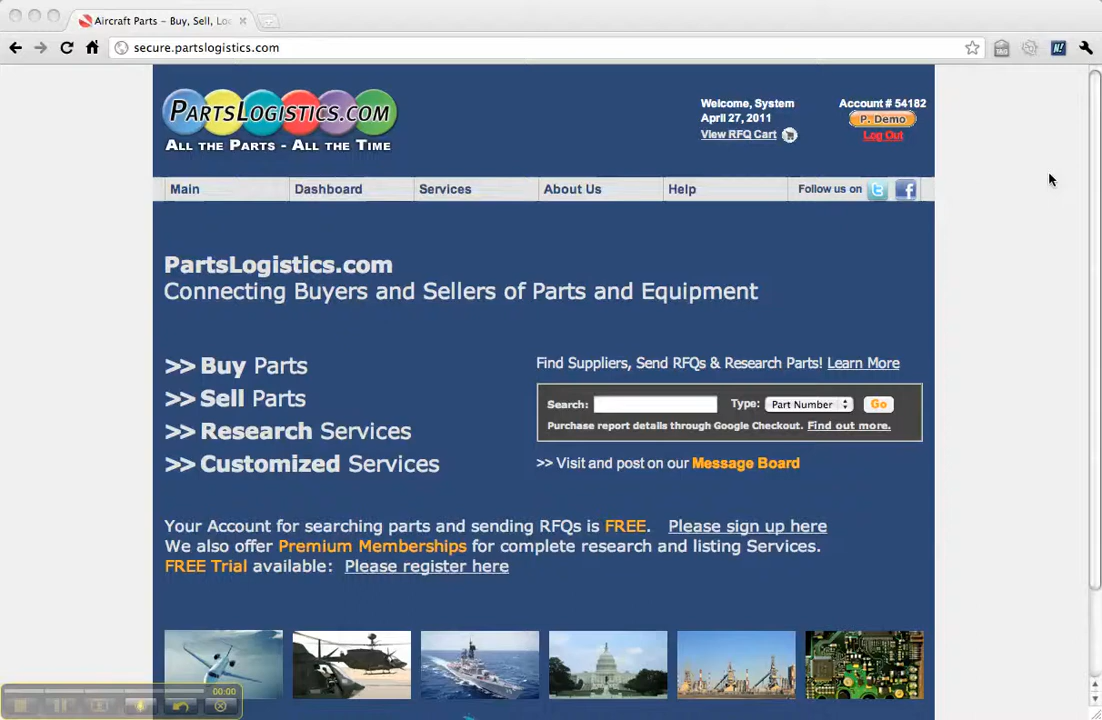 Aircraft Parts - Buy, Sell, Lo
secure.partslogistics.com
PARTSLOGISTICS.COM
ALL THE PARTS - ALL THE TIME
Welcome, System
April 27, 2011
View RFQ Cart
Account # 54182
P. Demo
Log Out
Main Dashboard Services About Us Help Follow us on
PartsLogistics.com
Connecting Buyers and Sellers of Parts and Equipment
>> Buy Parts
>> Sell Parts
>> Research Services
>> Customized Services
Find Suppliers, Send RFQs & Research Parts! Learn More
Search: Type: Part Number Go
Purchase report details through Google Checkout. Find out more.
>> Visit and post on our Message Board
Your Account for searching parts and sending RFQs is FREE. Please sign up here
We also offer Premium Memberships for complete research and listing Services.
FREE Trial available: Please register here
00:00